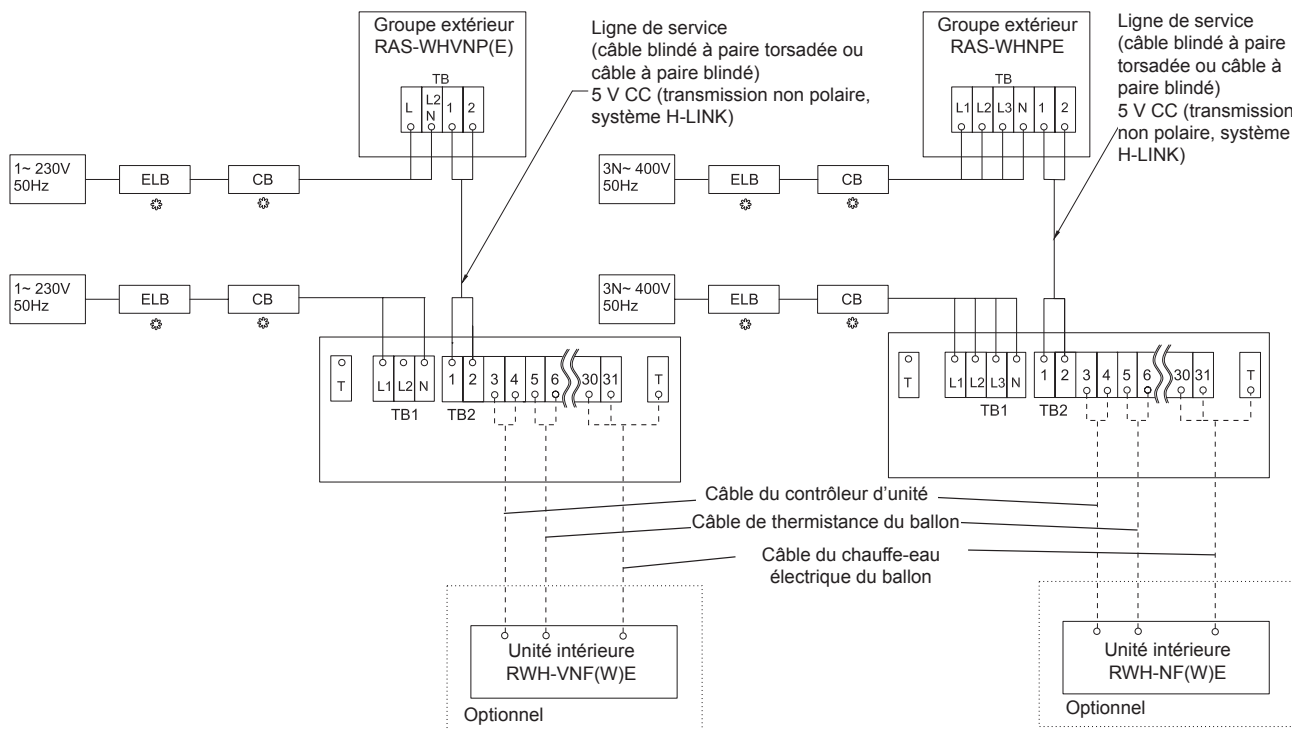 Groupe extérieur
RAS-WHVNP(E)
TB
L
L2
N
1
2
Ligne de service
(câble blindé à paire torsadée ou
câble à paire blindé)
5 V CC (transmission non polaire,
système H-LINK)
1~ 230V
50Hz
ELB
CB
1~ 230V
50Hz
ELB
CB
T
L1
L2
N
1
2
3
4
5
6
30
31
T
TB1
TB2
Groupe extérieur
RAS-WHNPE
TB
L1
L2
L3
N
1
2
Ligne de service
(câble blindé à paire
torsadée ou câble à
paire blindé)
5 V CC (transmission
non polaire, système
H-LINK)
3N~ 400V
50Hz
ELB
CB
3N~ 400V
50Hz
ELB
CB
T
L1
L2
L3
N
1
2
3
4
5
6
30
31
T
TB1
TB2
Câble du contrôleur d'unité
Câble de thermistance du ballon
Câble du chauffe-eau
électrique du ballon
Unité intérieure
RWH-VNF(W)E
Optionnel
Unité intérieure
RWH-NF(W)E
Optionnel